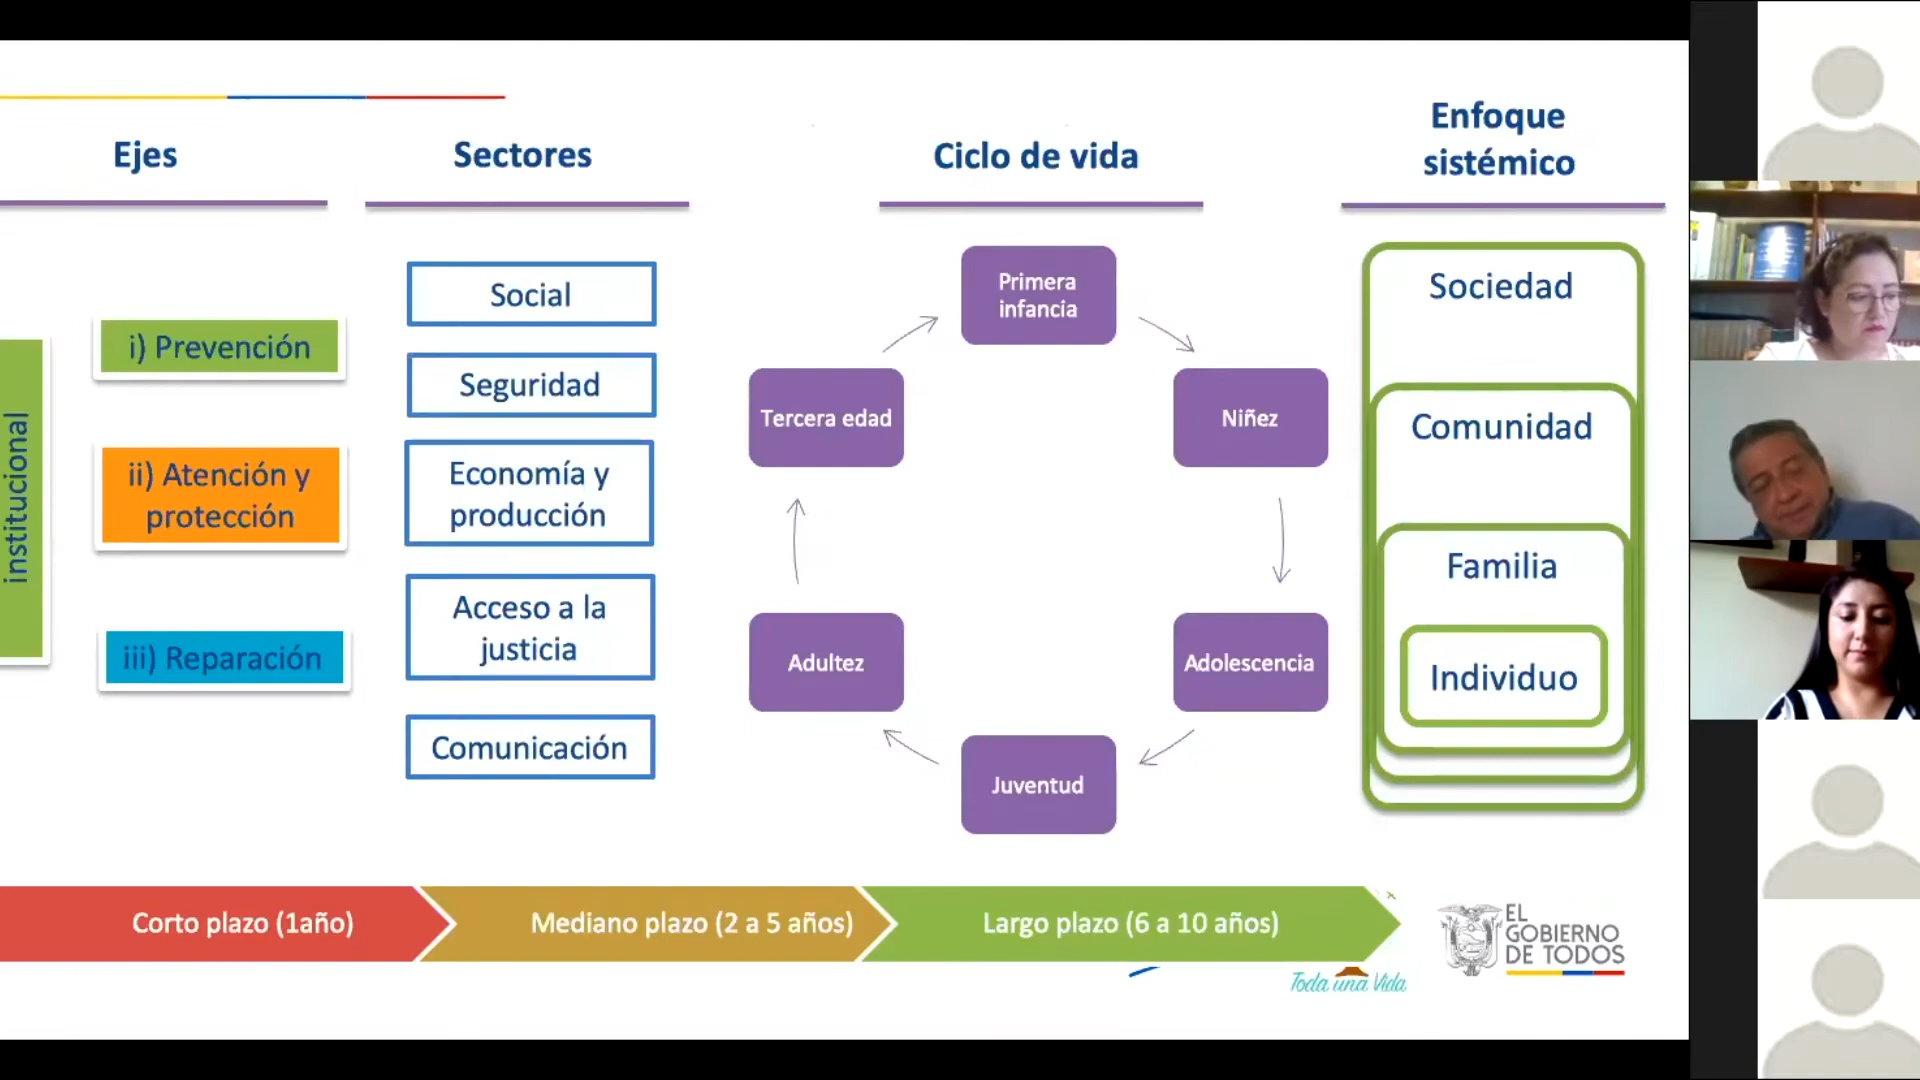 Ejes
Sectores
Ciclo de vida
Enfoque
sistémico
institucional
i) Prevención
ii) Atención y
protección
iii) Reparación
Social
Seguridad
Economía y
producción
Acceso a la
justicia
Comunicación
Primera
infancia
Niñez
Adolescencia
Juventud
Adultez
Tercera edad
Sociedad
Comunidad
Familia
Individuo
Corto plazo (1año)
Mediano plazo (2 a 5 años)
Largo plazo (6 a 10 años)
Toda una Vida
EL
GOBIERNO
DE TODOS